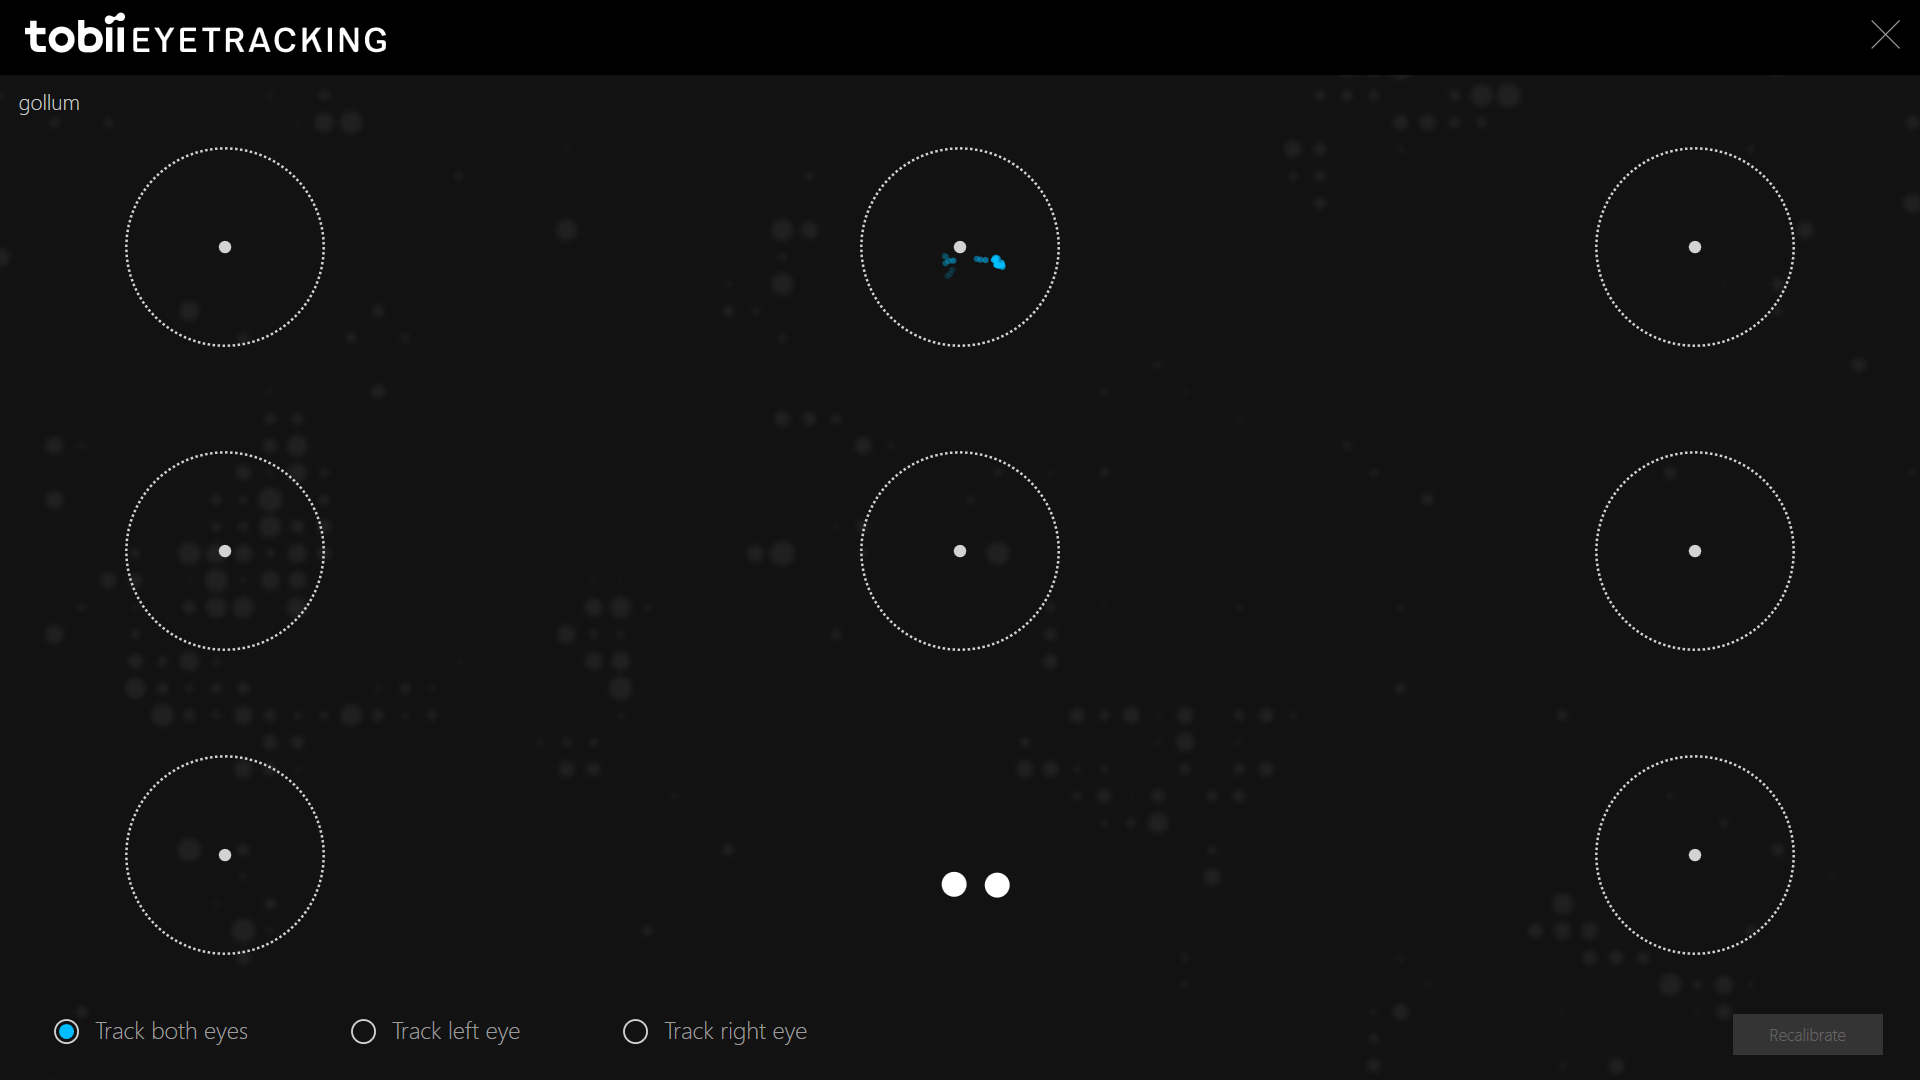 tobii EYETRACKING
gollum
Track both eyes
Track left eye
Track right eye
Recalibrate